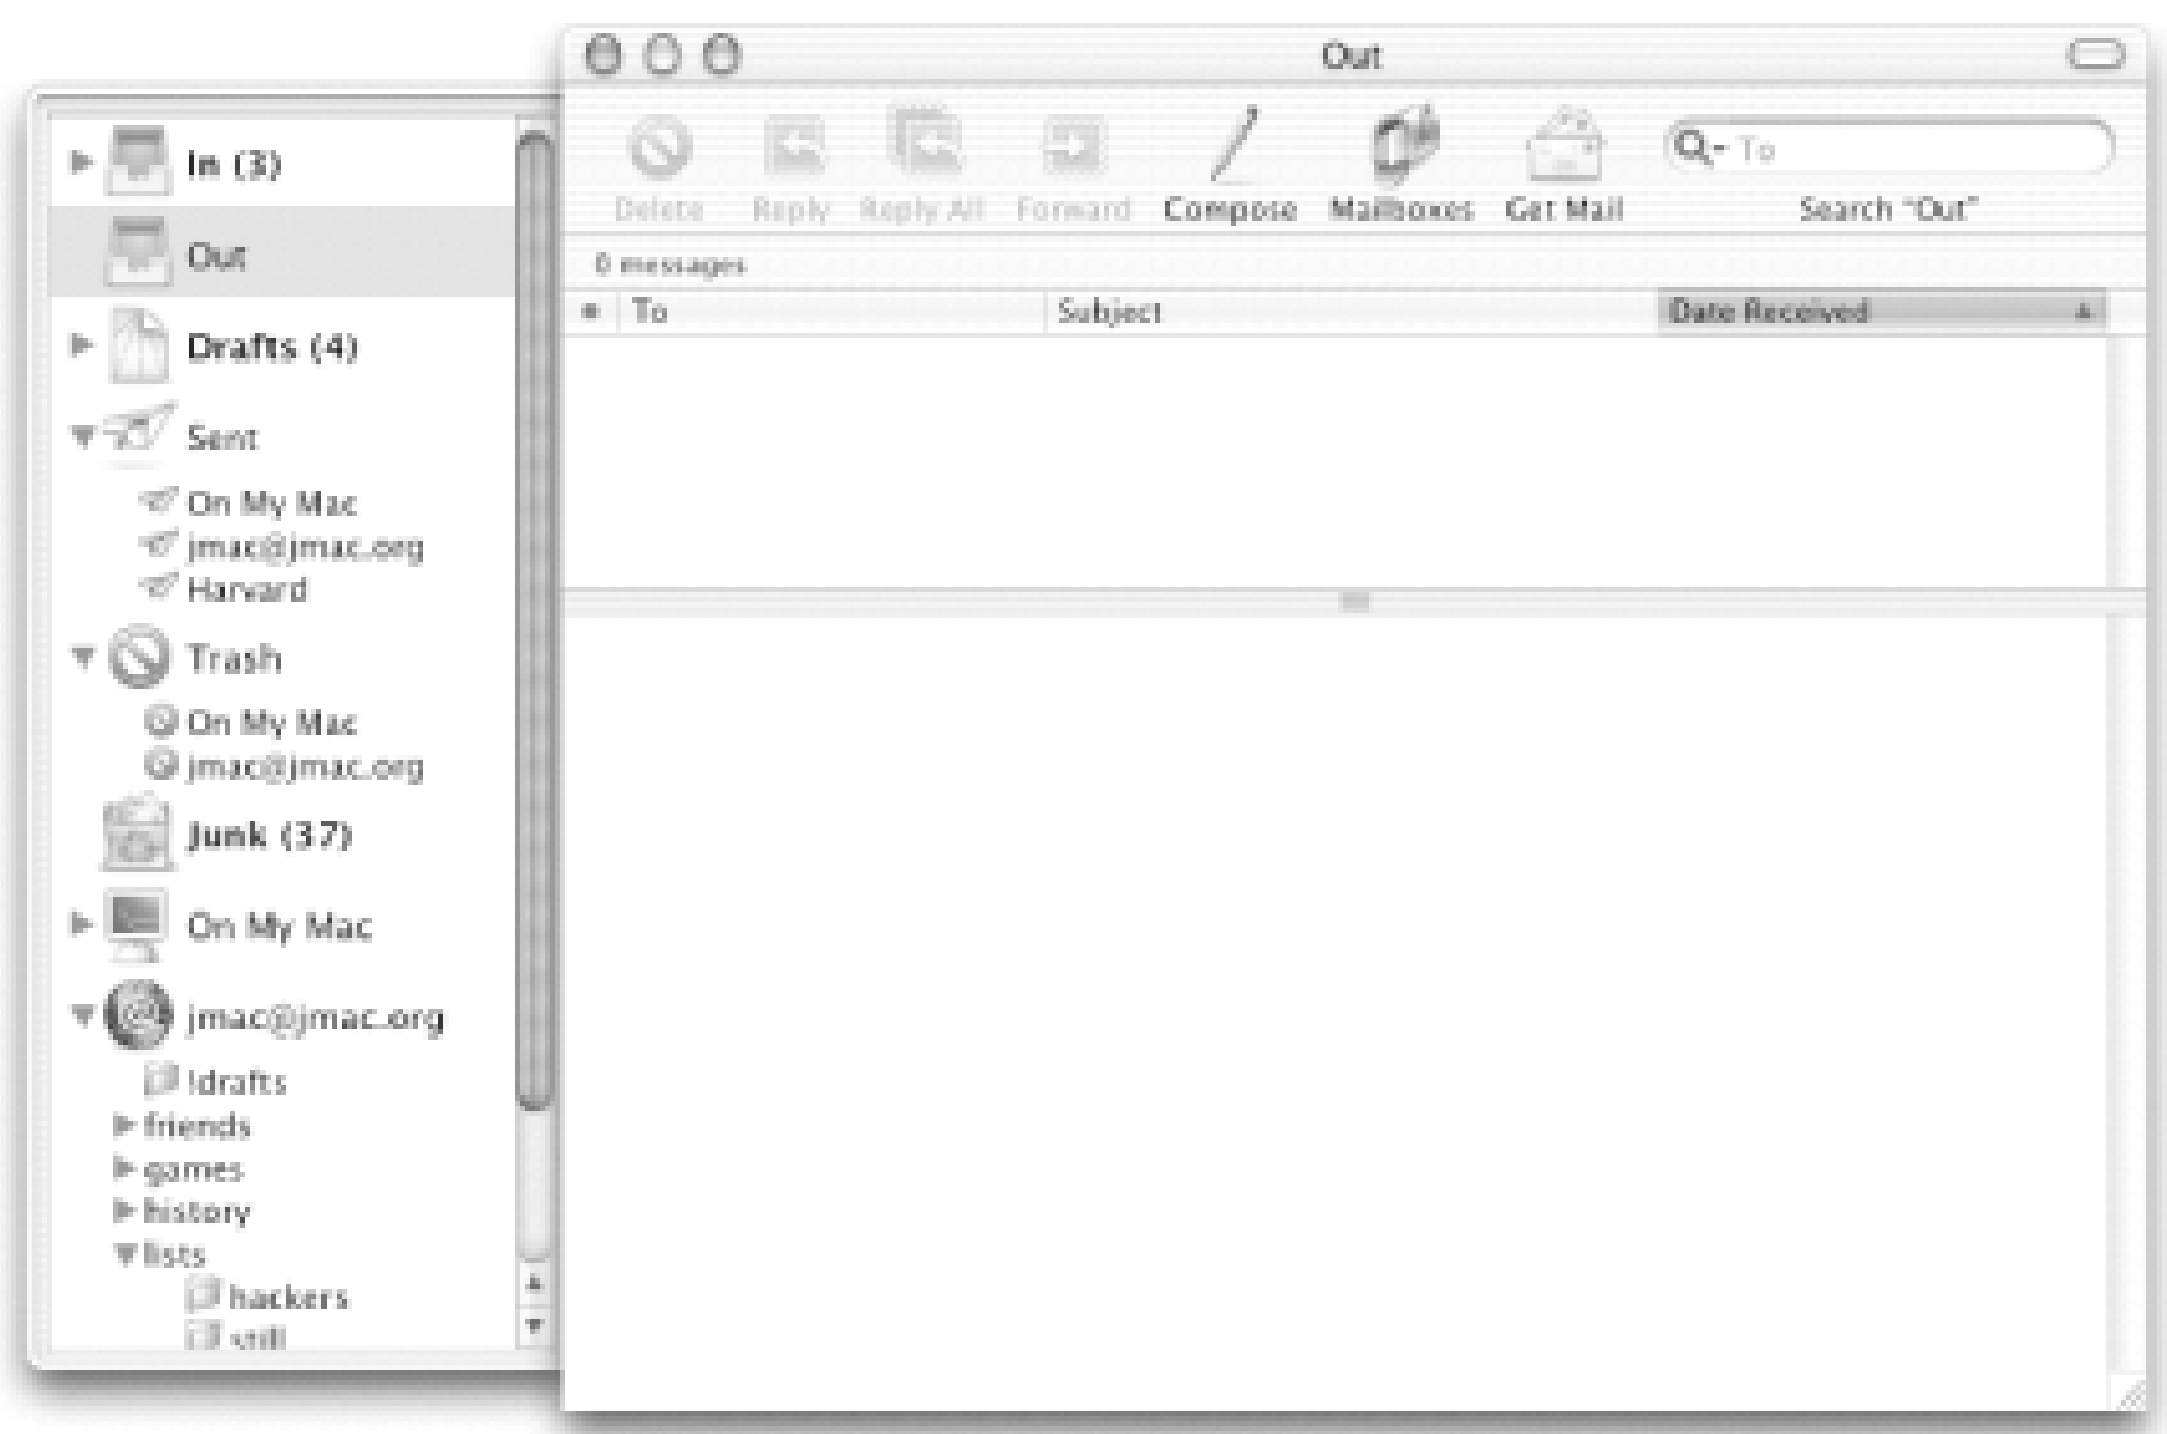 In (3)
Out
Drafts (4)
Sent
On My Mac
jmac@jmac.org
Harvard
Trash
On My Mac
jmac@jmac.org
Junk (37)
On My Mac
jmac@jmac.org
!drafts
friends
games
history
lists
hackers
still
Out
To
Delete Reply Reply All Forward Compose Mailboxes Get Mail Search "Out"
0 messages
To Subject Date Received